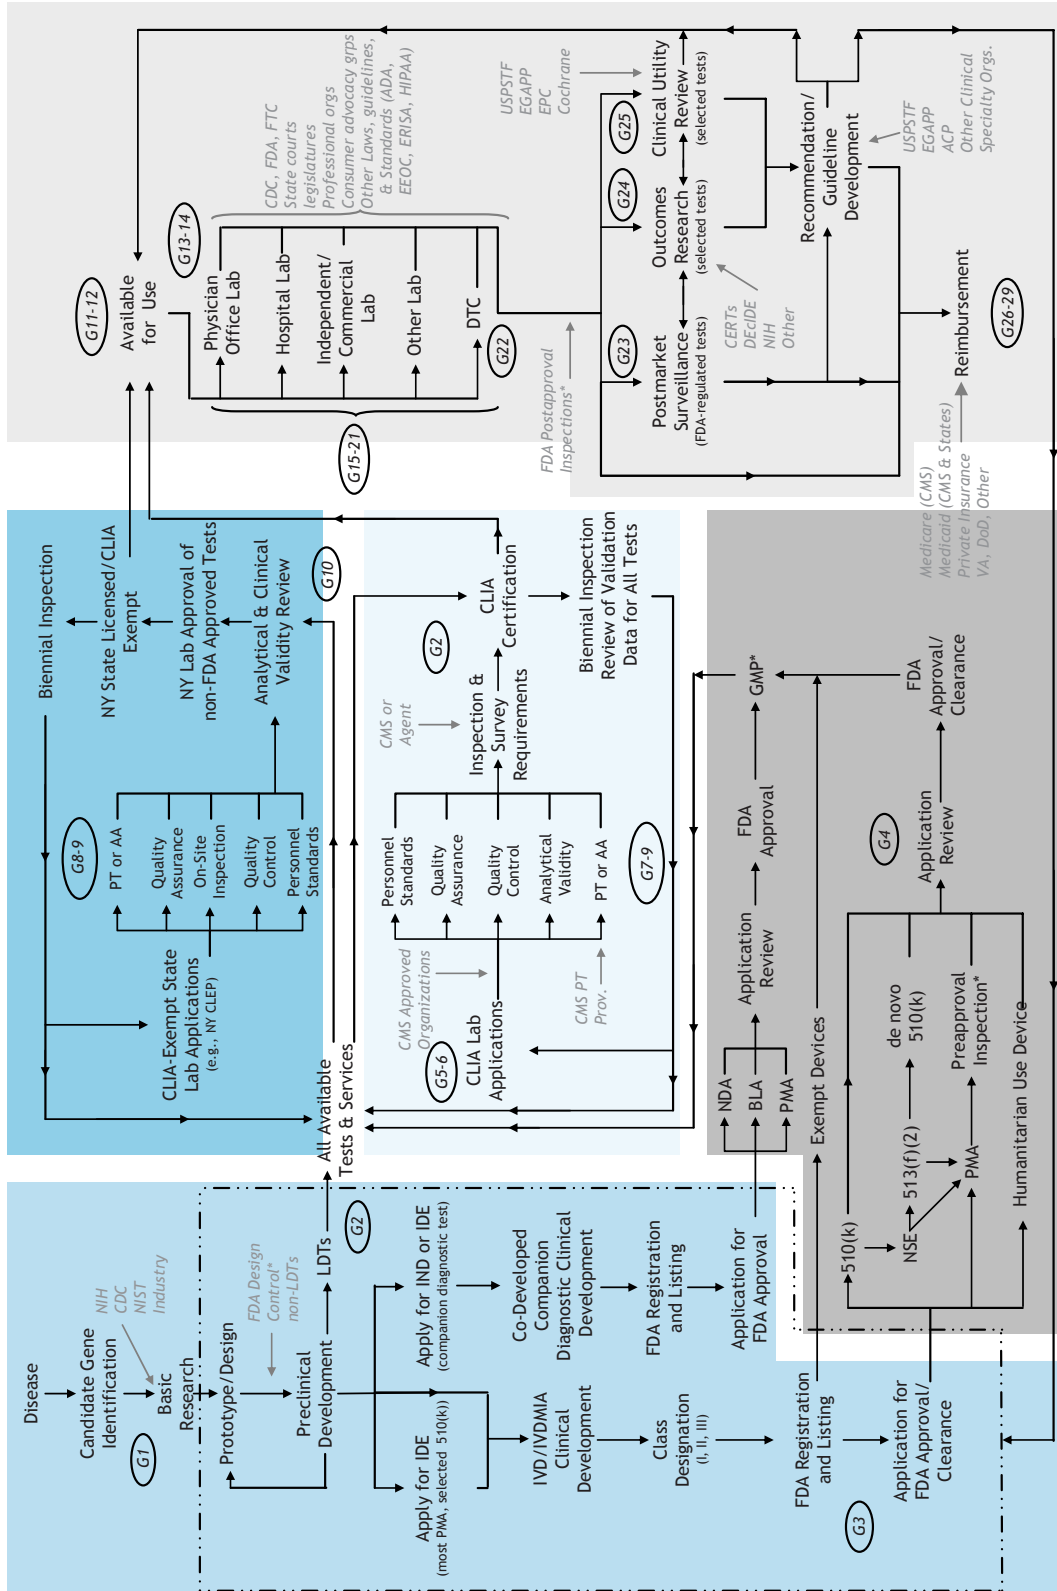 Disease
Candidate Gene
Identification
G1
NIH
CDC
NIST
Industry
Basic
Research
Prototype/Design
FDA Design
Control*
non-LDTs
Preclinical
Development
LDTs
G2
All Available
Tests & Services
Apply for IDE
(most PMA, selected 510(k))
Apply for IND or IDE
(companion diagnostic test)
IVD/IVDMIA
Clinical
Development
Co-Developed
Companion
Diagnostic Clinical
Development
Class
Designation
(I, II, III)
FDA Registration
and Listing
FDA Registration
and Listing
G3
Application for
FDA Approval
Application for
FDA Approval/
Clearance
CLIA-Exempt State
Lab Applications
(e.g., NY CLEP)
G8-9
PT or AA
Quality
Assurance
On-Site
Inspection
Quality
Control
Personnel
Standards
Biennial Inspection
NY State Licensed/CLIA
Exempt
NY Lab Approval of
non-FDA Approved Tests
Analytical & Clinical
Validity Review
G10
CMS Approved
Organizations
G5-6
CLIA Lab
Applications
CMS PT
Prov.
Personnel
Standards
Quality
Assurance
Quality
Control
Analytical
Validity
PT or AA
G7-9
CMS or
Agent
Inspection &
Survey
Requirements
G2
CLIA
Certification
Biennial Inspection
Review of Validation
Data for All Tests
NDA
BLA
PMA
Application
Review
FDA
Approval
GMP*
Exempt Devices
510(k)
NSE
513(f)(2)
de novo
510(k)
PMA
Preapproval
Inspection*
Humanitarian Use Device
G4
Application
Review
FDA
Approval/
Clearance
G11-12
Available
for Use
G13-14
Physician
Office Lab
Hospital Lab
Independent/
Commercial
Lab
Other Lab
DTC
G22
G15-21
CDC, FDA, FTC
State courts
legislatures
Professional orgs
Consumer advocacy grps
Other Laws, guidelines,
& Standards (ADA,
EEOC, ERISA, HIPAA)
FDA Postapproval
Inspections*
G23
Postmarket
Surveillance
(FDA-regulated tests)
G24
Outcomes
Research
(selected tests)
G25
Clinical Utility
Review
(selected tests)
USPSTF
EGAPP
EPC
Cochrane
CERTs
DEcIDE
NIH
Other
Recommendation/
Guideline
Development
USPSTF
EGAPP
ACP
Other Clinical
Specialty Orgs.
Medicare (CMS)
Medicaid (CMS & States)
Private Insurance
VA, DoD, Other
Reimbursement
G26-29